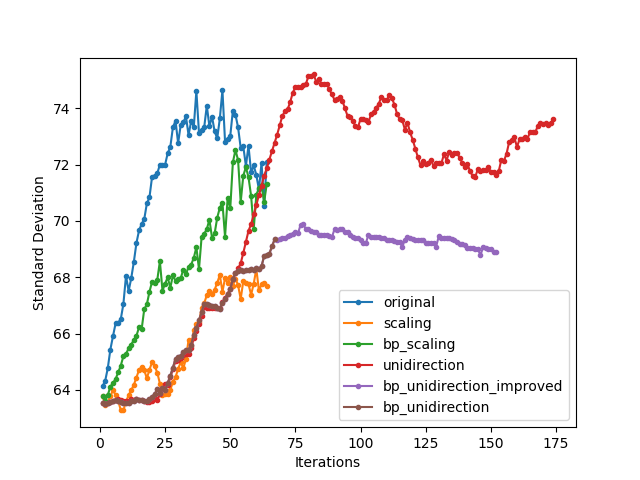 74
72
70
68
66
64
Standard Deviation
original
scaling
bp_scaling
unidirection
bp_unidirection_improved
bp_unidirection
0 25 50 75 100 125 150 175
Iterations